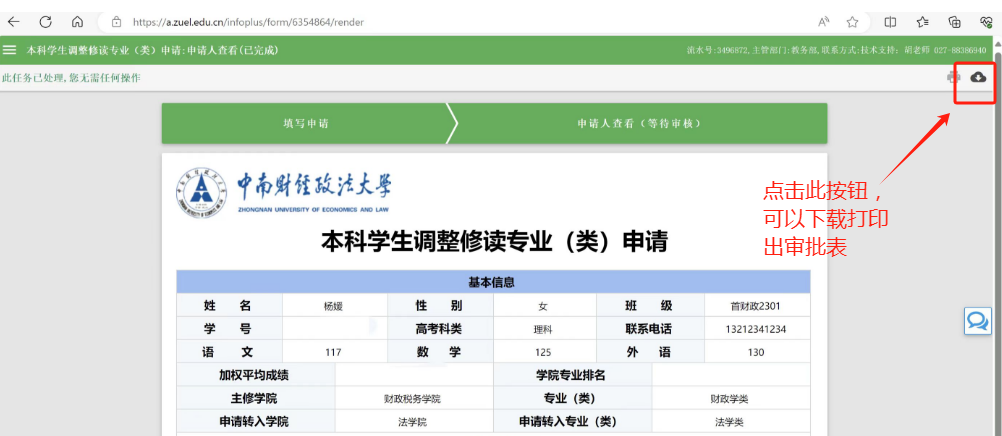 https://a.zuel.edu.cn/infoplus/form/6354864/render
本科学生调整修读专业（类）申请:申请人查看(已完成)
流水号:3496872,主管部门:教务部,联系方式:技术支持: 胡老师 027-88386940
此任务已处理,您无需任何操作
填写申请
申请人查看（等待审核）
中南财经政法大学
ZHONGNAN UNIVERSITY OF ECONOMICS AND LAW
点击此按钮，
可以下载打印
出审批表
本科学生调整修读专业（类）申请
基本信息
姓 名 杨媛 性 别 女 班 级 首财政2301
学 号 高考科类 理科 联系电话 13212341234
语 文 117 数 学 125 外 语 130
加权平均成绩 学院专业排名
主修学院 财政税务学院 专业（类） 财政学类
申请转入学院 法学院 申请转入专业（类） 法学类